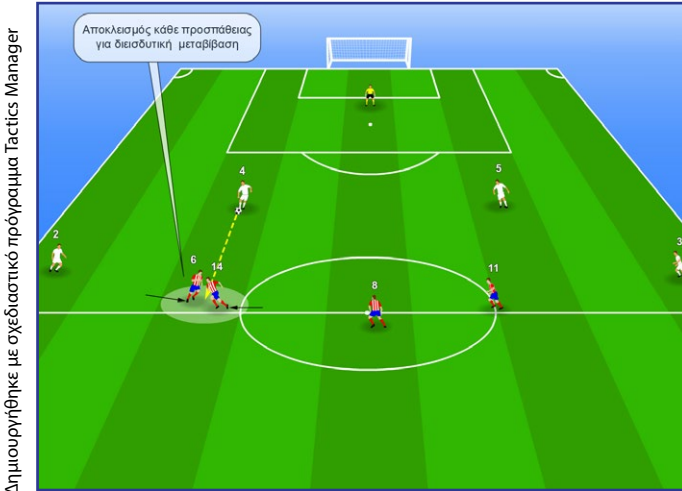 Αποκλεισμός κάθε προσπάθειας
για διεισδυτική μεταβίβαση
4
5
2
3
6
14
11
8
Δημιουργήθηκε με σχεδιαστικό πρόγραμμα Tactics Manager